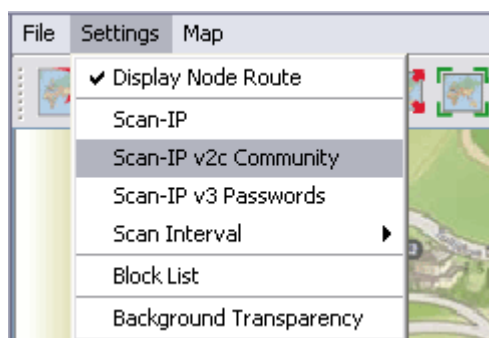 File Settings Map
Display Node Route
Scan-IP
Scan-IP v2c Community
Scan-IP v3 Passwords
Scan Interval
Block List
Background Transparency